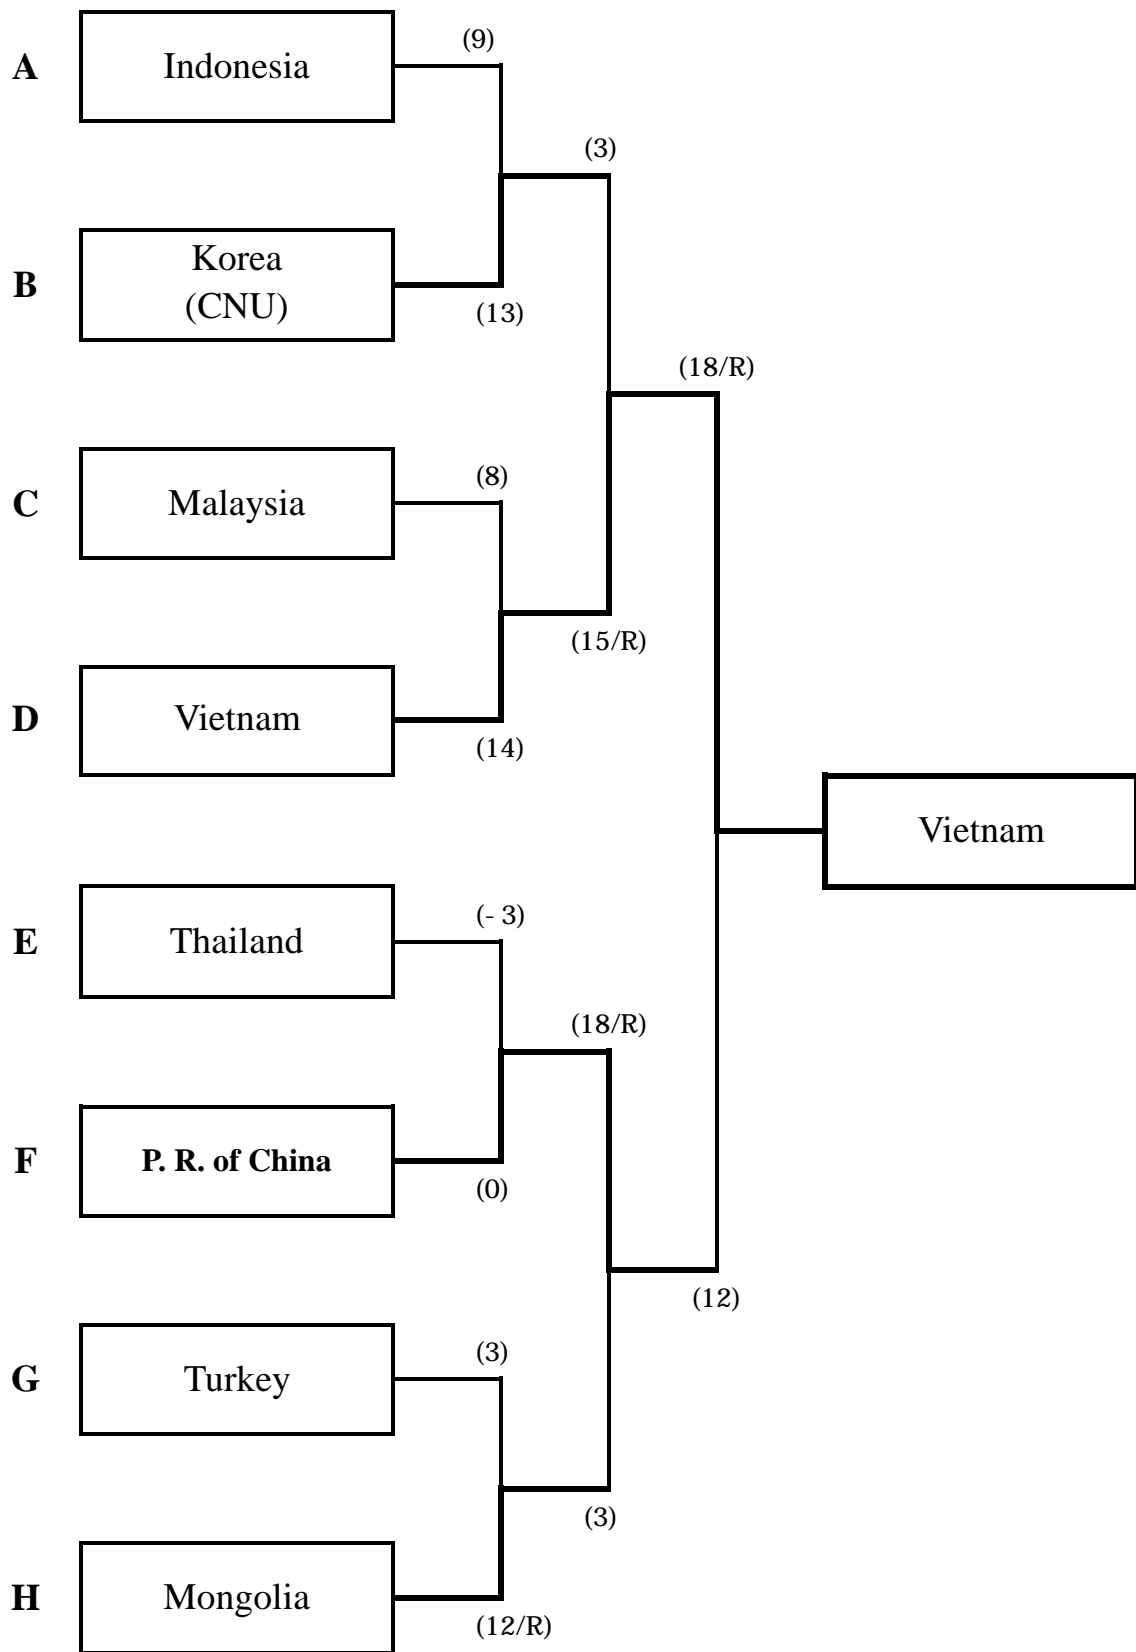 (9)
A Indonesia
(3)
B Korea
(CNU)
(13)
(18/R)
(8)
C Malaysia
(15/R)
D Vietnam
(14)
Vietnam
(- 3)
E Thailand
(18/R)
F P. R. of China
(0)
(12)
(3)
G Turkey
(3)
H Mongolia
(12/R)